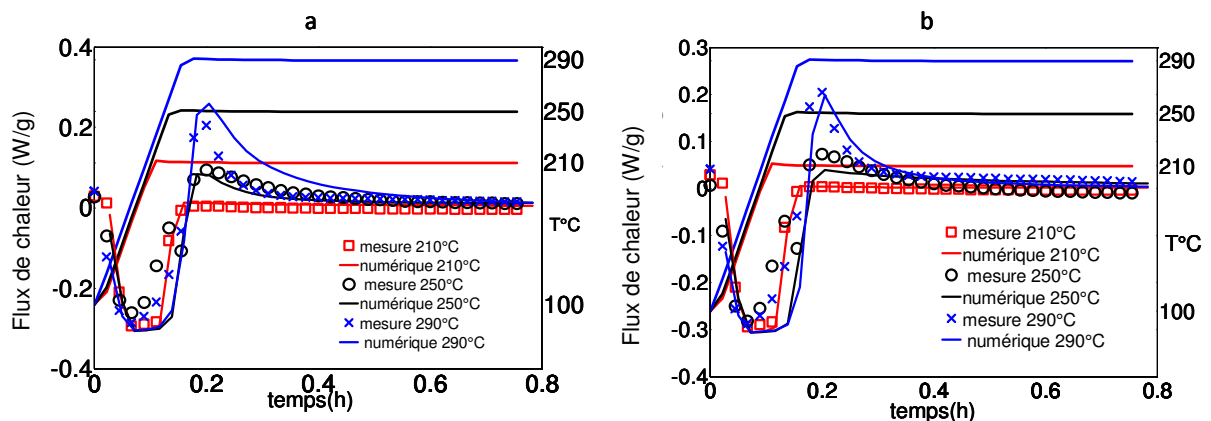 a
Flux de chaleur (W/g)
0.4
0.2
0
-0.2
-0.4
290
250
210
T°C
100
mesure 210°C
numérique 210°C
mesure 250°C
numérique 250°C
mesure 290°C
numérique 290°C
0
0.2
0.4
0.6
0.8
temps(h)
b
Flux de chaleur (W/g)
0.3
0.2
0.1
0
-0.1
-0.2
-0.3
-0.4
290
250
210
T°C
100
mesure 210°C
numérique 210°C
mesure 250°C
numérique 250°C
mesure 290°C
numérique 290°C
0
0.2
0.4
0.6
0.8
temps(h)